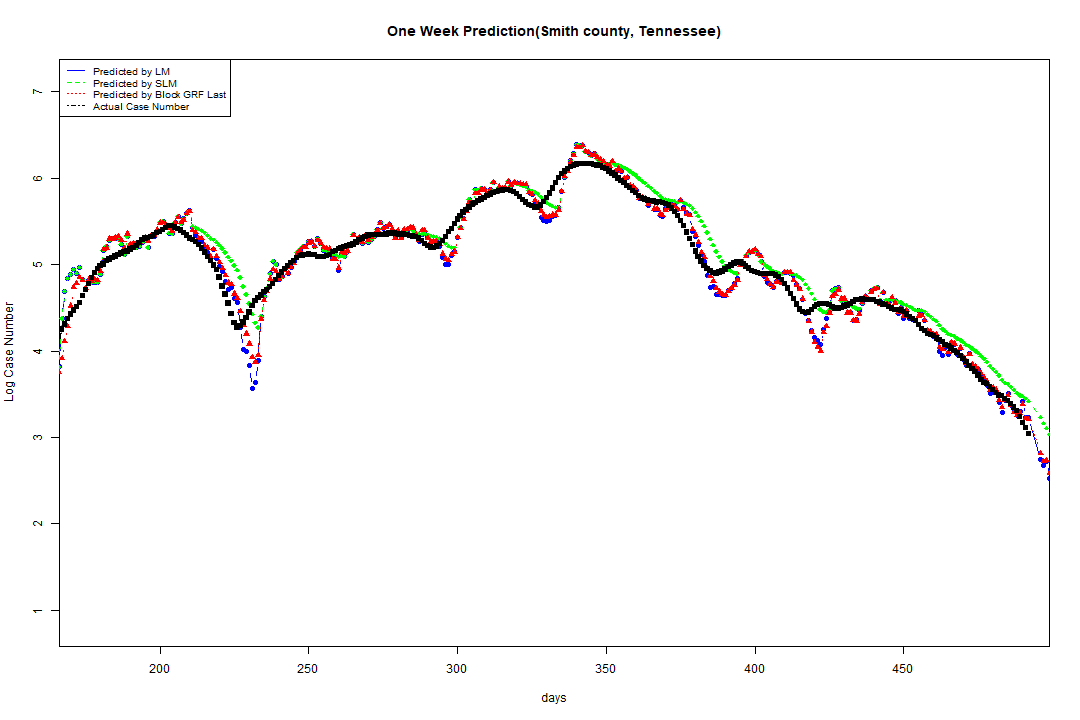 One Week Prediction(Smith county, Tennessee)
Predicted by LM
Predicted by SLM
Predicted by Block GRF Last
Actual Case Number
7
6
5
4
3
2
1
Log Case Number
200 250 300 350 400 450
days